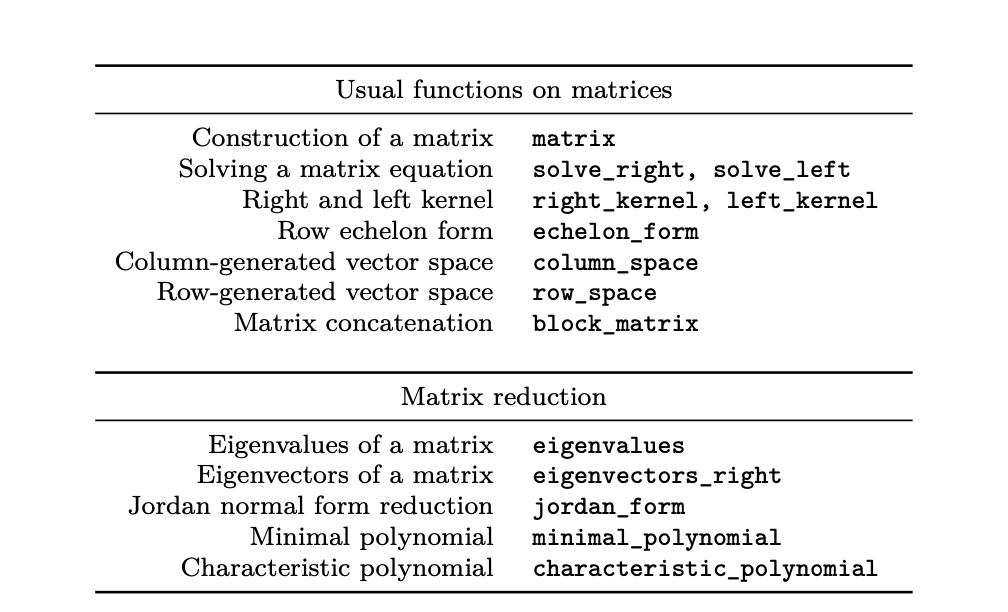 Usual functions on matrices
Construction of a matrix matrix
Solving a matrix equation solve_right, solve_left
Right and left kernel right_kernel, left_kernel
Row echelon form echelon_form
Column-generated vector space column_space
Row-generated vector space row_space
Matrix concatenation block_matrix
Matrix reduction
Eigenvalues of a matrix eigenvalues
Eigenvectors of a matrix eigenvectors_right
Jordan normal form reduction jordan_form
Minimal polynomial minimal_polynomial
Characteristic polynomial characteristic_polynomial